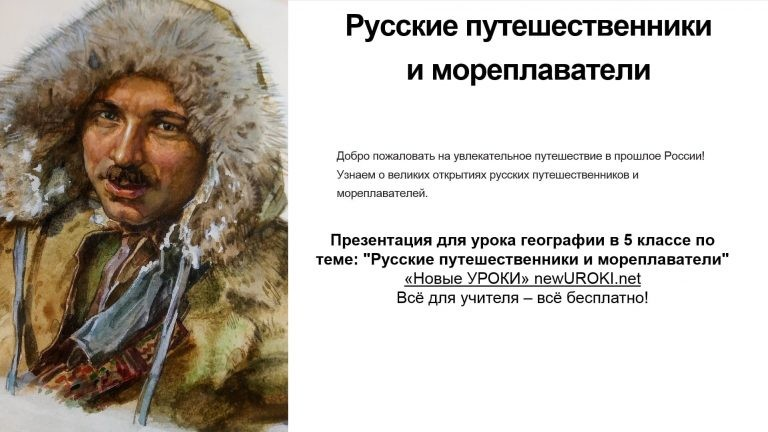 Русские путешественники
и мореплаватели
Добро пожаловать на увлекательное путешествие в прошлое России!
Узнаем о великих открытиях русских путешественников и
мореплавателей.
Презентация для урока географии в 5 классе по
теме: "Русские путешественники и мореплаватели"
«Новые УРОКИ» newUROKI.net
Всё для учителя – всё бесплатно!